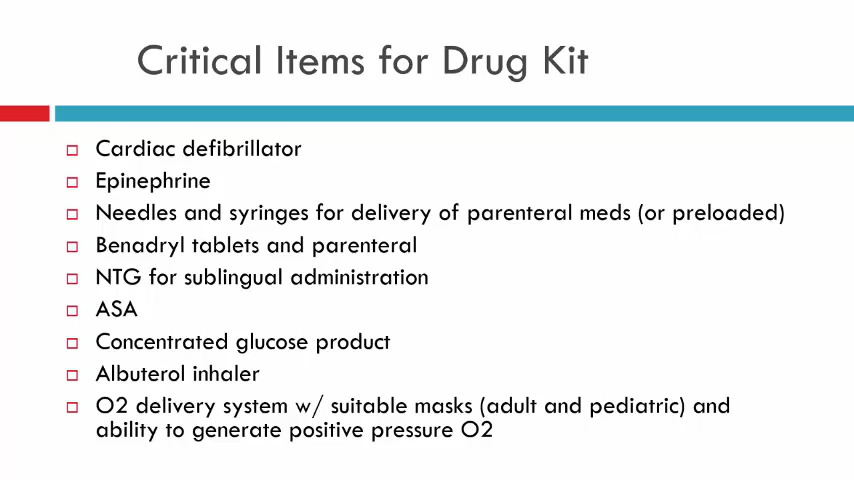 Critical Items for Drug Kit
Cardiac defibrillator
Epinephrine
Needles and syringes for delivery of parenteral meds (or preloaded)
Benadryl tablets and parenteral
NTG for sublingual administration
ASA
Concentrated glucose product
Albuterol inhaler
O2 delivery system w/ suitable masks (adult and pediatric) and
ability to generate positive pressure O2